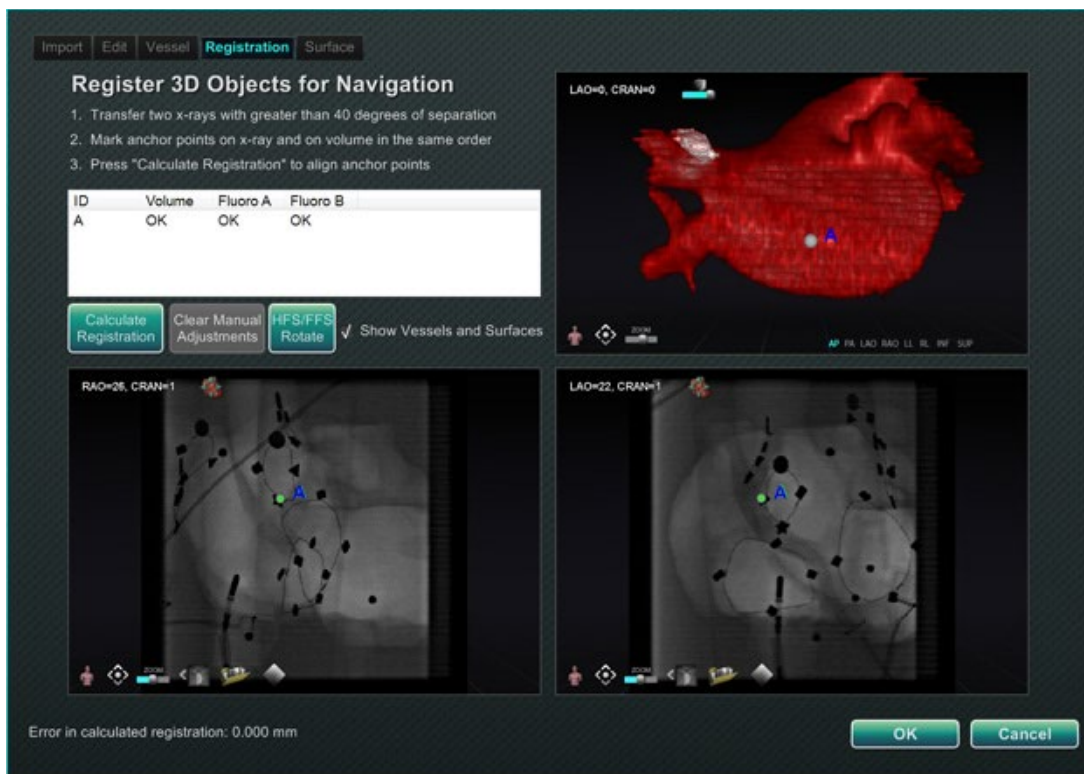 Import Edit Vessel Registration Surface
Register 3D Objects for Navigation
1. Transfer two x-rays with greater than 40 degrees of separation
2. Mark anchor points on x-ray and on volume in the same order
3. Press "Calculate Registration" to align anchor points
ID Volume Fluoro A Fluoro B
A OK OK OK
Calculate
Registration
Clear Manual
Adjustments
HFS/FFS
Rotate
√ Show Vessels and Surfaces
LAO=0, CRAN=0
A
ZOOM
AP PA LAO RAO LL RL INF SUP
RAO=26, CRAN=1
A
ZOOM
LAO=22, CRAN=1
A
ZOOM
Error in calculated registration: 0.000 mm
OK
Cancel